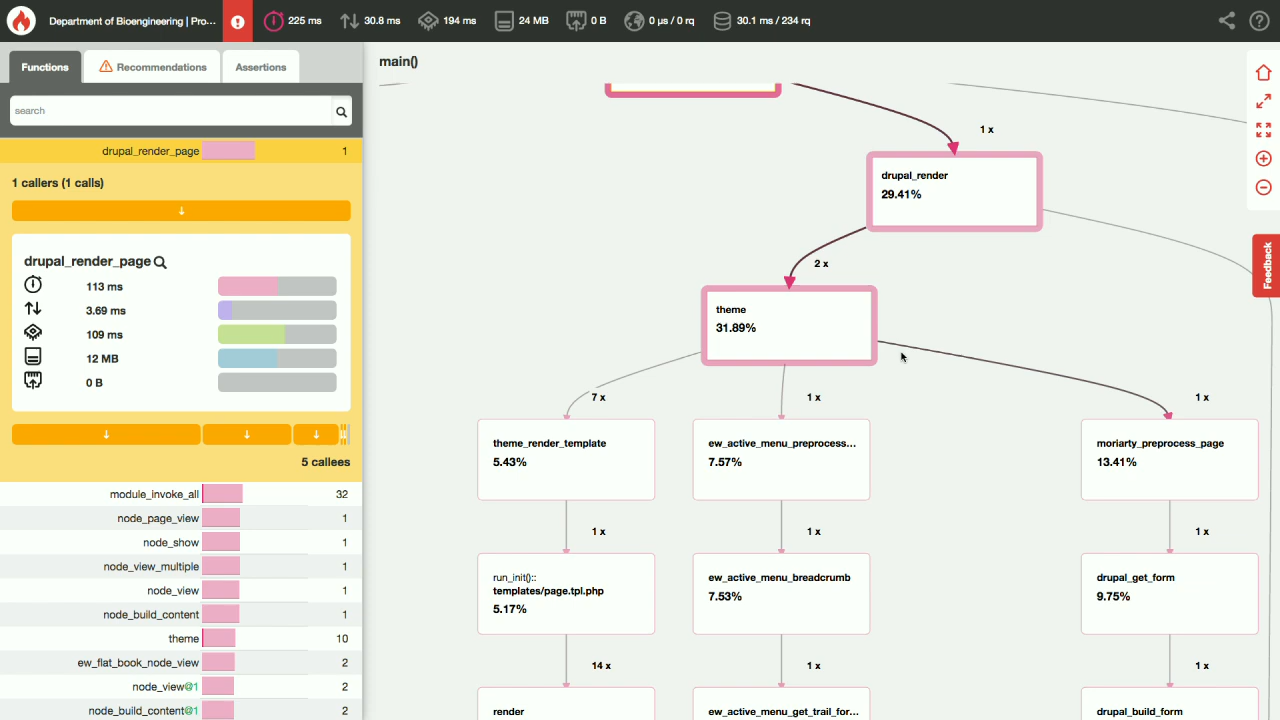 Department of Bioengineering | Pro...
225 ms
30.8 ms
194 ms
24 MB
0 B
0 µs / 0 rq
30.1 ms / 234 rq
Functions
Recommendations
Assertions
search
drupal_render_page
1
1 callers (1 calls)
drupal_render_page
113 ms
3.69 ms
109 ms
12 MB
0 B
5 callees
module_invoke_all 32
node_page_view 1
node_show 1
node_view_multiple 1
node_view 1
node_build_content 1
theme 10
ew_flat_book_node_view 2
node_view@1 2
node_build_content@1 2
main()
1 x
drupal_render
29.41%
2 x
theme
31.89%
7 x
1 x
1 x
theme_render_template
5.43%
ew_active_menu_preprocess...
7.57%
moriarty_preprocess_page
13.41%
1 x
1 x
1 x
run_init()::
templates/page.tpl.php
5.17%
ew_active_menu_breadcrumb
7.53%
drupal_get_form
9.75%
14 x
1 x
1 x
render
ew_active_menu_get_trail_for...
drupal_build_form
Feedback